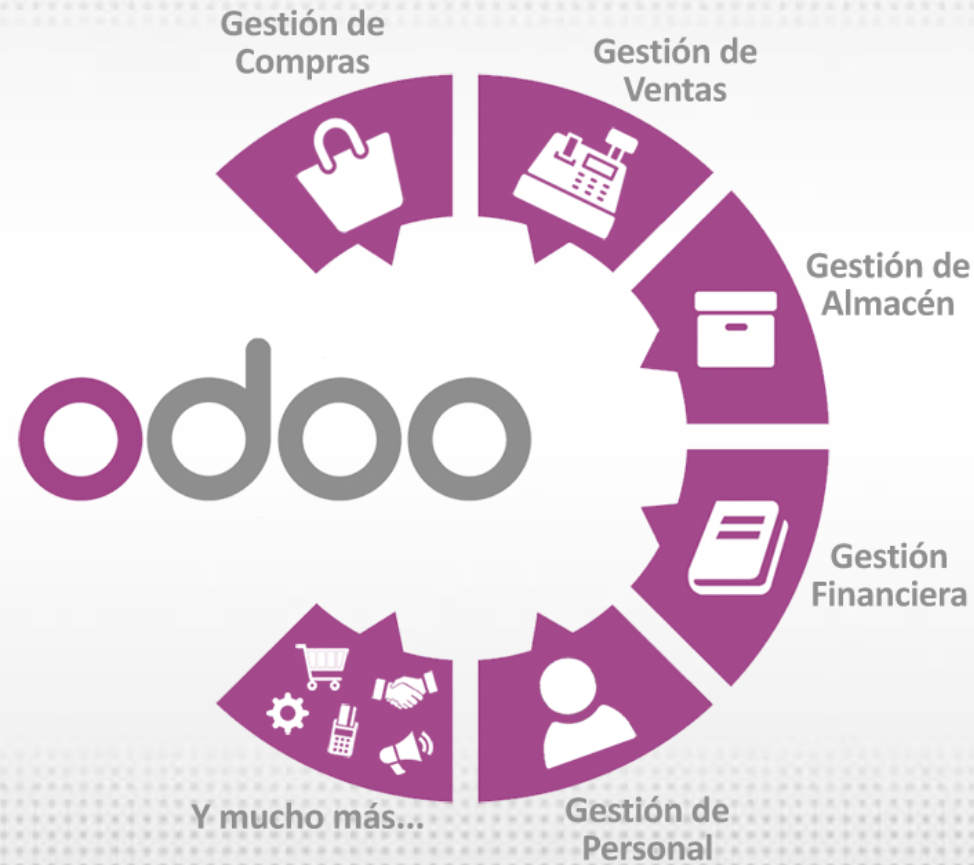 Gestión de
Compras
Gestión de
Ventas
Gestión de
Almacén
odoo
Gestión
Financiera
Gestión de
Personal
Y mucho más...